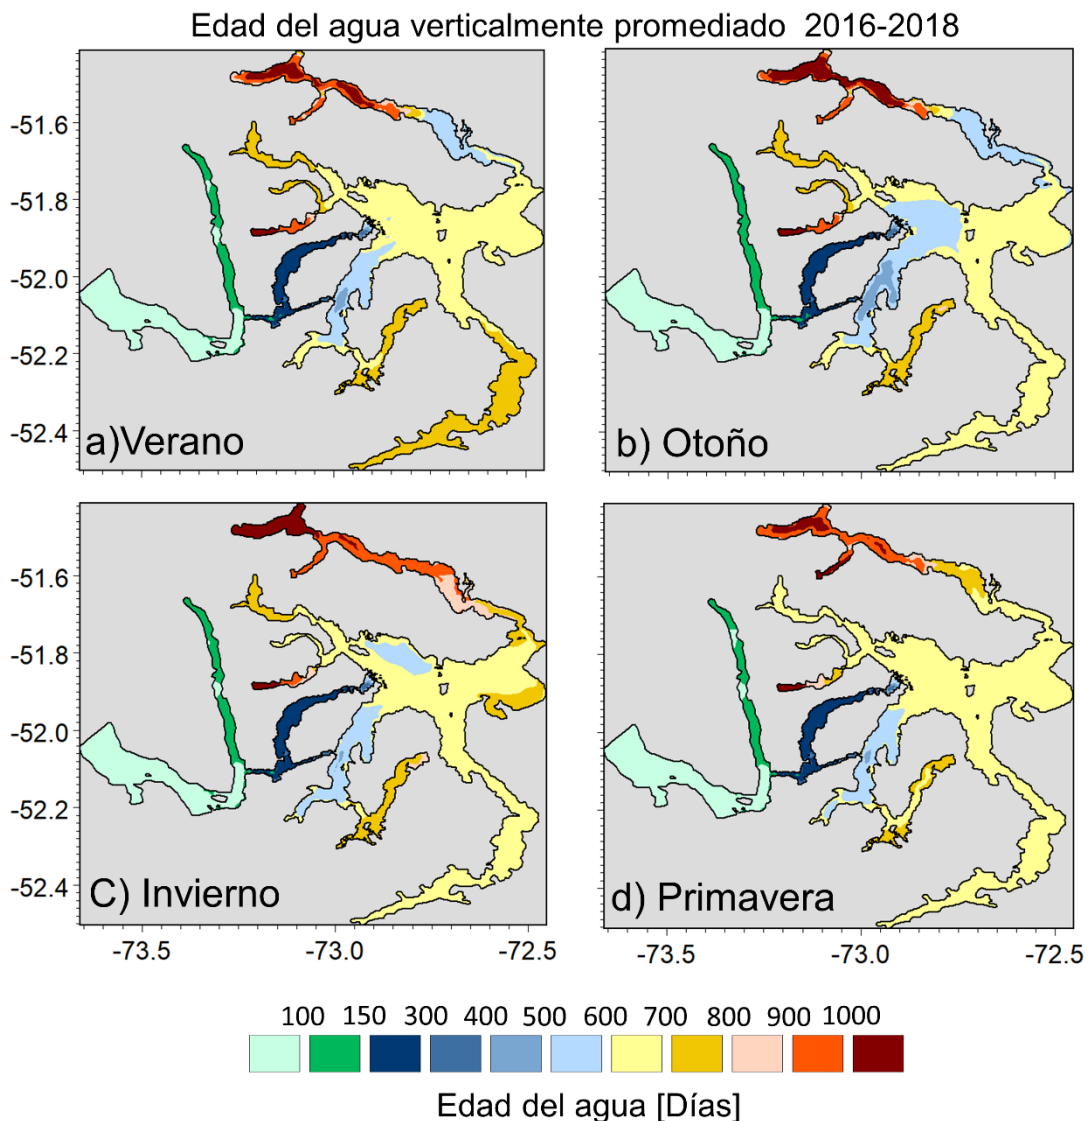 Edad del agua verticalmente promediado 2016-2018
-51.6
-51.8
-52.0
-52.2
-52.4
a)Verano
b) Otoño
-51.6
-51.8
-52.0
-52.2
-52.4
C) Invierno
d) Primavera
-73.5 -73.0 -72.5 -73.5 -73.0 -72.5
100 150 300 400 500 600 700 800 900 1000
Edad del agua [Días]